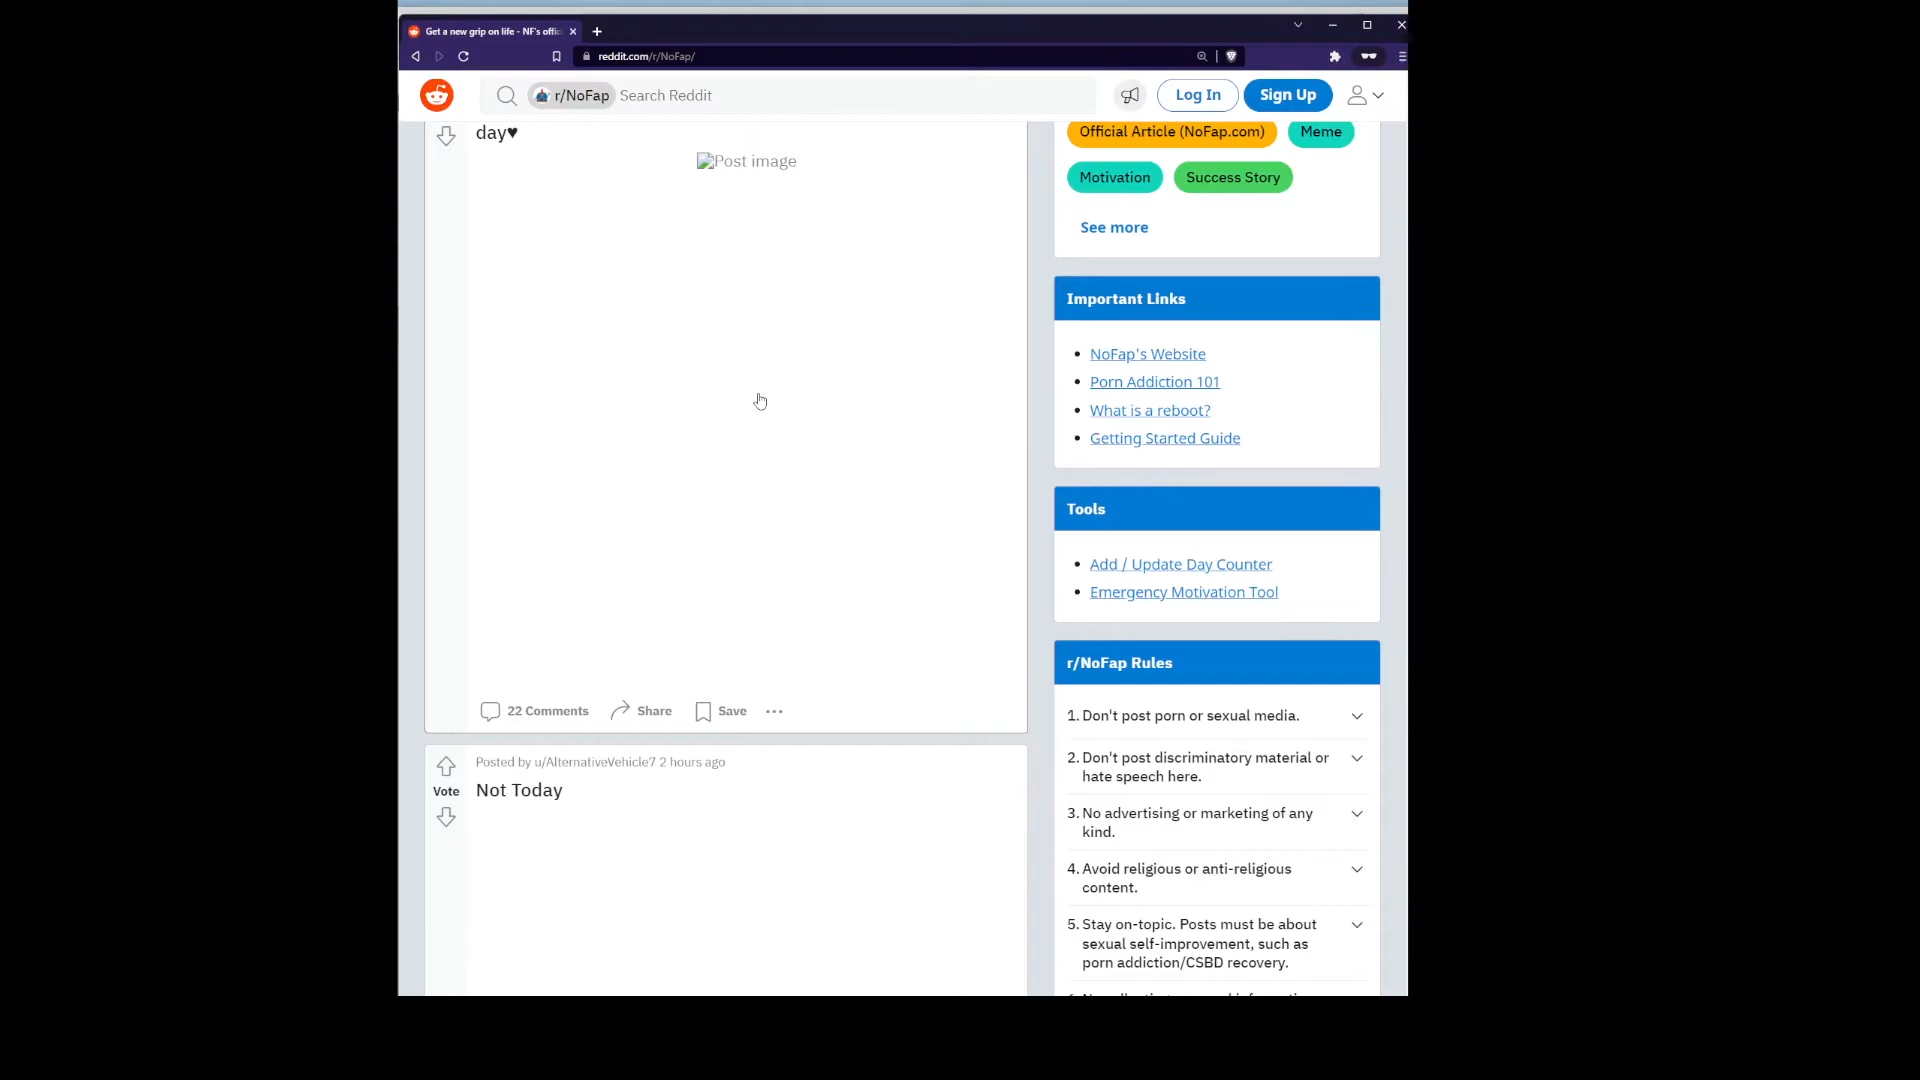 Get a new grip on life - NF's offic
reddit.com/r/NoFap/
r/NoFap Search Reddit
Log In
Sign Up
day♥
Post image
22 Comments
Share
Save
Posted by u/AlternativeVehicle7 2 hours ago
Vote
Not Today
Official Article (NoFap.com)
Meme
Motivation
Success Story
See more
Important Links
NoFap's Website
Porn Addiction 101
What is a reboot?
Getting Started Guide
Tools
Add / Update Day Counter
Emergency Motivation Tool
r/NoFap Rules
1. Don't post porn or sexual media.
2. Don't post discriminatory material or
hate speech here.
3. No advertising or marketing of any
kind.
4. Avoid religious or anti-religious
content.
5. Stay on-topic. Posts must be about
sexual self-improvement, such as
porn addiction/CSBD recovery.